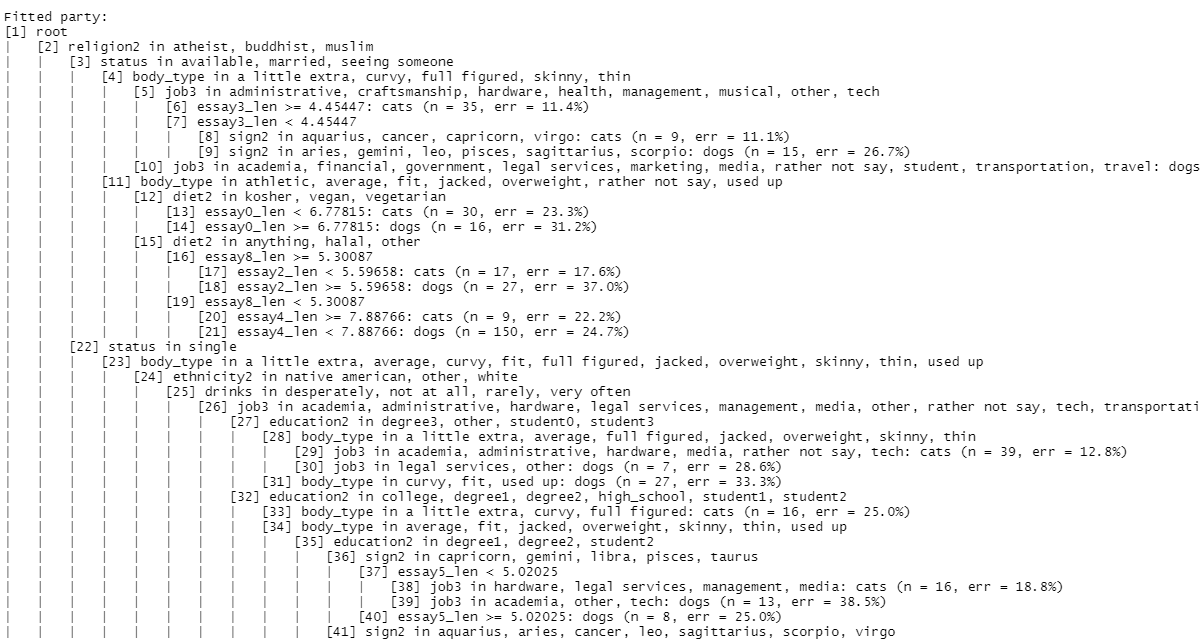 Fitted party:
[1] root
|   [2] religion2 in atheist, buddhist, muslim
|   |   [3] status in available, married, seeing someone
|   |   |   [4] body_type in a little extra, curvy, full figured, skinny, thin
|   |   |   |   [5] job3 in administrative, craftsmanship, hardware, health, management, musical, other, tech
|   |   |   |   |   [6] essay3_len >= 4.45447: cats (n = 35, err = 11.4%)
|   |   |   |   |   [7] essay3_len < 4.45447
|   |   |   |   |   |   [8] sign2 in aquarius, cancer, capricorn, virgo: cats (n = 9, err = 11.1%)
|   |   |   |   |   |   [9] sign2 in aries, gemini, leo, pisces, sagittarius, scorpio: dogs (n = 15, err = 26.7%)
|   |   |   |   [10] job3 in academia, financial, government, legal services, marketing, media, rather not say, student, transportation, travel: dogs
|   |   |   [11] body_type in athletic, average, fit, jacked, overweight, rather not say, used up
|   |   |   |   [12] diet2 in kosher, vegan, vegetarian
|   |   |   |   |   [13] essay0_len < 6.77815: cats (n = 30, err = 23.3%)
|   |   |   |   |   [14] essay0_len >= 6.77815: dogs (n = 16, err = 31.2%)
|   |   |   |   [15] diet2 in anything, halal, other
|   |   |   |   |   [16] essay8_len >= 5.30087
|   |   |   |   |   |   [17] essay2_len < 5.59658: cats (n = 17, err = 17.6%)
|   |   |   |   |   |   [18] essay2_len >= 5.59658: dogs (n = 27, err = 37.0%)
|   |   |   |   |   [19] essay8_len < 5.30087
|   |   |   |   |   |   [20] essay4_len >= 7.88766: cats (n = 9, err = 22.2%)
|   |   |   |   |   |   [21] essay4_len < 7.88766: dogs (n = 150, err = 24.7%)
|   |   [22] status in single
|   |   |   [23] body_type in a little extra, average, curvy, fit, full figured, jacked, overweight, skinny, thin, used up
|   |   |   |   [24] ethnicity2 in native american, other, white
|   |   |   |   |   [25] drinks in desperately, not at all, rarely, very often
|   |   |   |   |   |   [26] job3 in academia, administrative, hardware, legal services, management, media, other, rather not say, tech, transportati
|   |   |   |   |   |   |   [27] education2 in degree3, other, student0, student3
|   |   |   |   |   |   |   |   [28] body_type in a little extra, average, full figured, jacked, overweight, skinny, thin
|   |   |   |   |   |   |   |   |   [29] job3 in academia, administrative, hardware, media, rather not say, tech: cats (n = 39, err = 12.8%)
|   |   |   |   |   |   |   |   |   [30] job3 in legal services, other: dogs (n = 7, err = 28.6%)
|   |   |   |   |   |   |   |   [31] body_type in curvy, fit, used up: dogs (n = 27, err = 33.3%)
|   |   |   |   |   |   |   [32] education2 in college, degree1, degree2, high_school, student1, student2
|   |   |   |   |   |   |   |   [33] body_type in a little extra, curvy, full figured: cats (n = 16, err = 25.0%)
|   |   |   |   |   |   |   |   [34] body_type in average, fit, jacked, overweight, skinny, thin, used up
|   |   |   |   |   |   |   |   |   [35] education2 in degree1, degree2, student2
|   |   |   |   |   |   |   |   |   |   [36] sign2 in capricorn, gemini, libra, pisces, taurus
|   |   |   |   |   |   |   |   |   |   |   [37] essay5_len < 5.02025
|   |   |   |   |   |   |   |   |   |   |   |   [38] job3 in hardware, legal services, management, media: cats (n = 16, err = 18.8%)
|   |   |   |   |   |   |   |   |   |   |   |   [39] job3 in academia, other, tech: dogs (n = 13, err = 38.5%)
|   |   |   |   |   |   |   |   |   |   |   [40] essay5_len >= 5.02025: dogs (n = 8, err = 25.0%)
|   |   |   |   |   |   |   |   |   |   [41] sign2 in aquarius, aries, cancer, leo, sagittarius, scorpio, virgo